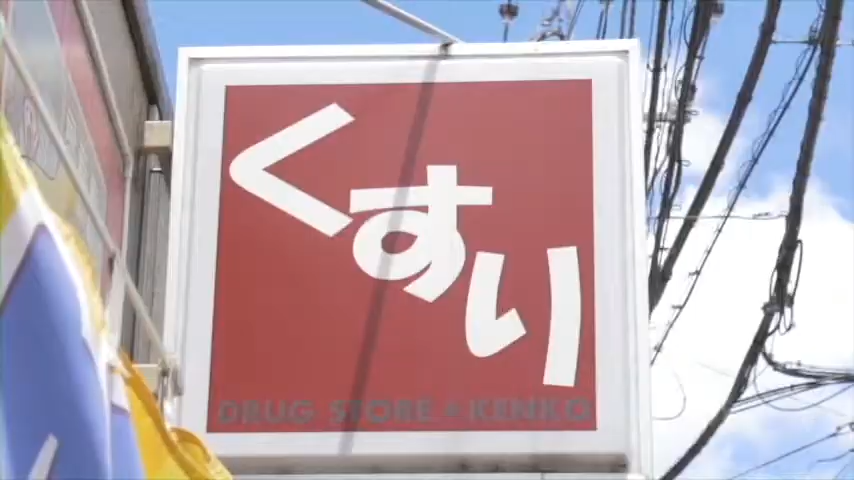 くすり
DRUG STORE • KENKO